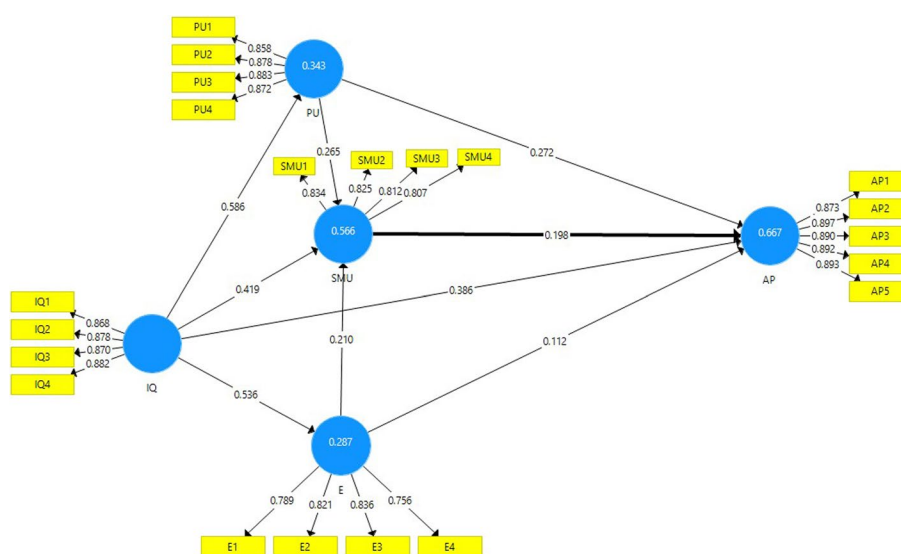 PU1
PU2
PU3
PU4
0.858
0.878
0.883
0.872
0.343
PU
0.265
0.272
0.586
SMU1
SMU2
SMU3
SMU4
0.834
0.825
0.812
0.807
0.566
SMU
0.198
AP1
AP2
AP3
AP4
AP5
0.873
0.897
0.890
0.892
0.893
0.667
AP
0.419
0.386
IQ1
IQ2
IQ3
IQ4
0.868
0.878
0.870
0.882
IQ
0.210
0.112
0.536
0.287
E
0.789
0.821
0.836
0.756
E1
E2
E3
E4